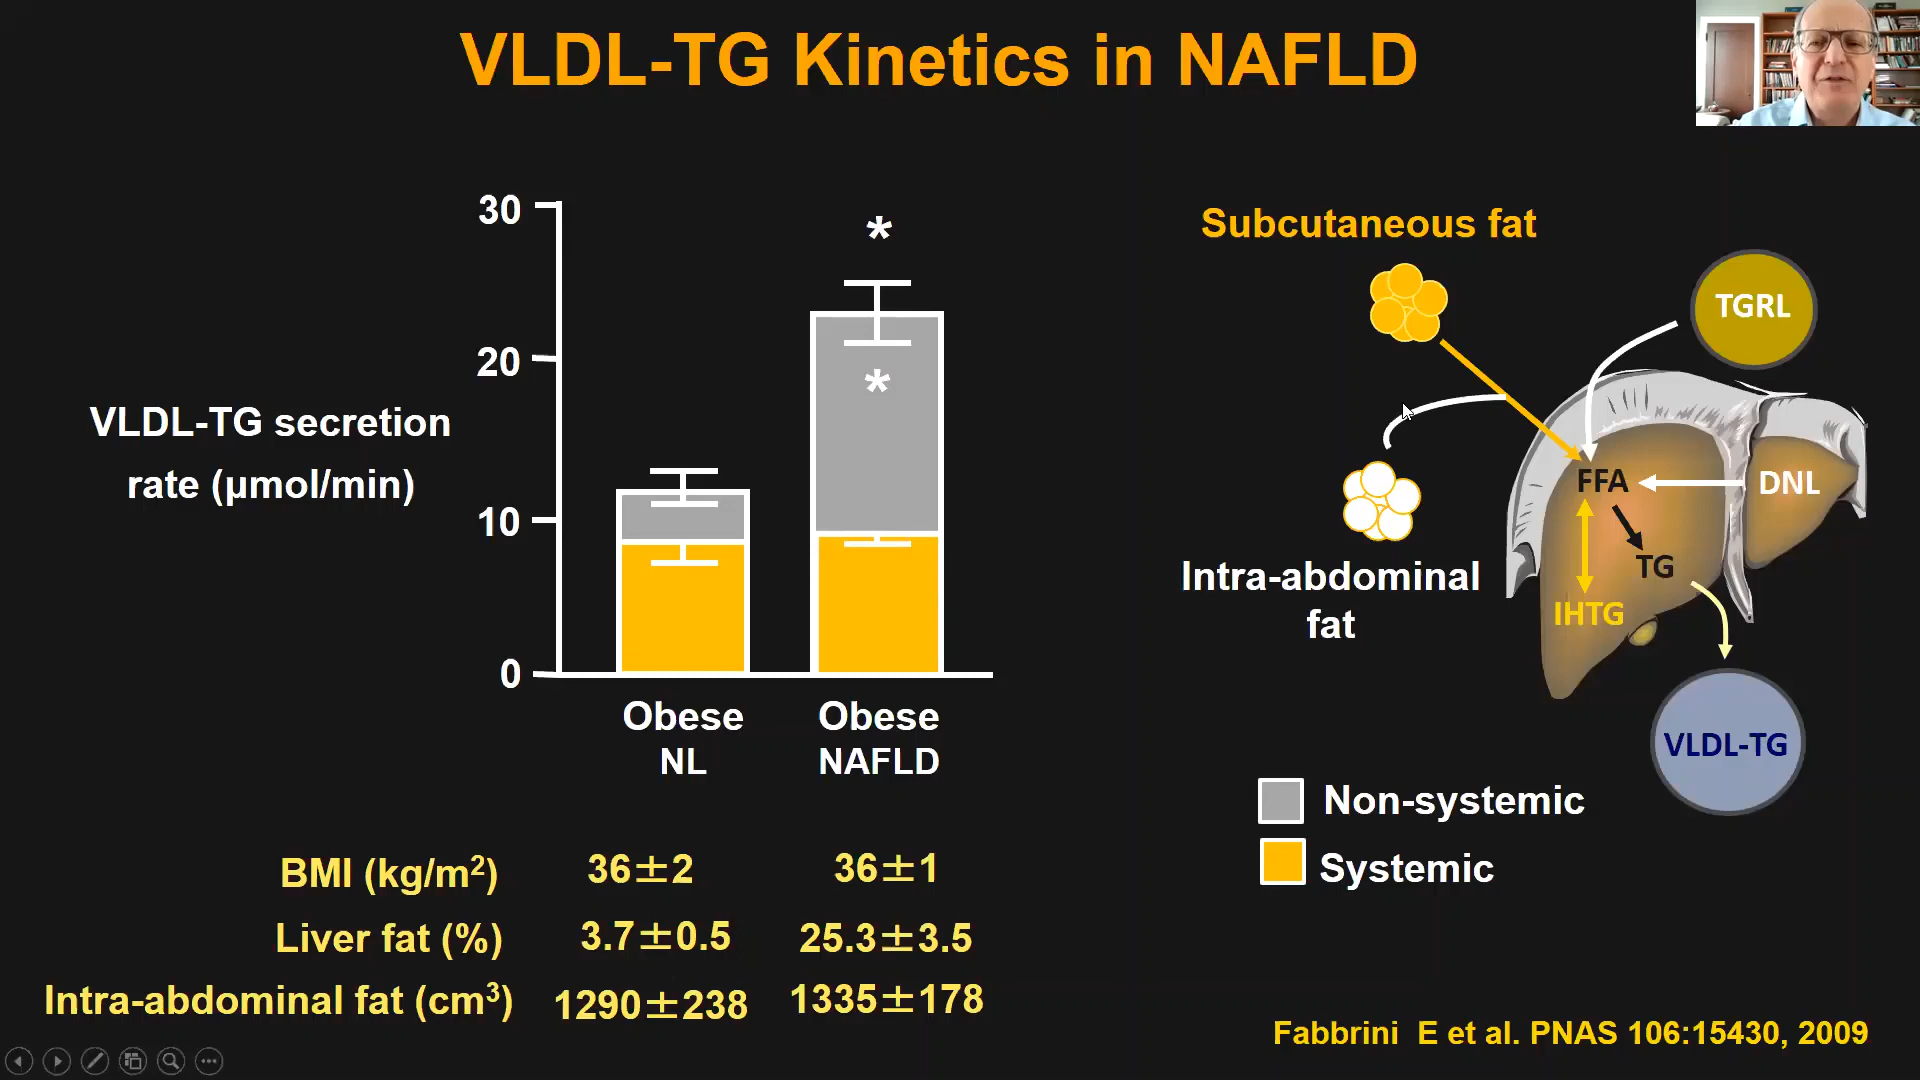 VLDL-TG Kinetics in NAFLD
30
20
10
0
VLDL-TG secretion
rate (µmol/min)
*
*
Obese
NL
Obese
NAFLD
BMI (kg/m²) 36±2 36±1
Liver fat (%) 3.7±0.5 25.3±3.5
Intra-abdominal fat (cm³) 1290±238 1335±178
Subcutaneous fat
TGRL
FFA
DNL
TG
IHTG
Intra-abdominal
fat
VLDL-TG
Non-systemic
Systemic
Fabbrini E et al. PNAS 106:15430, 2009